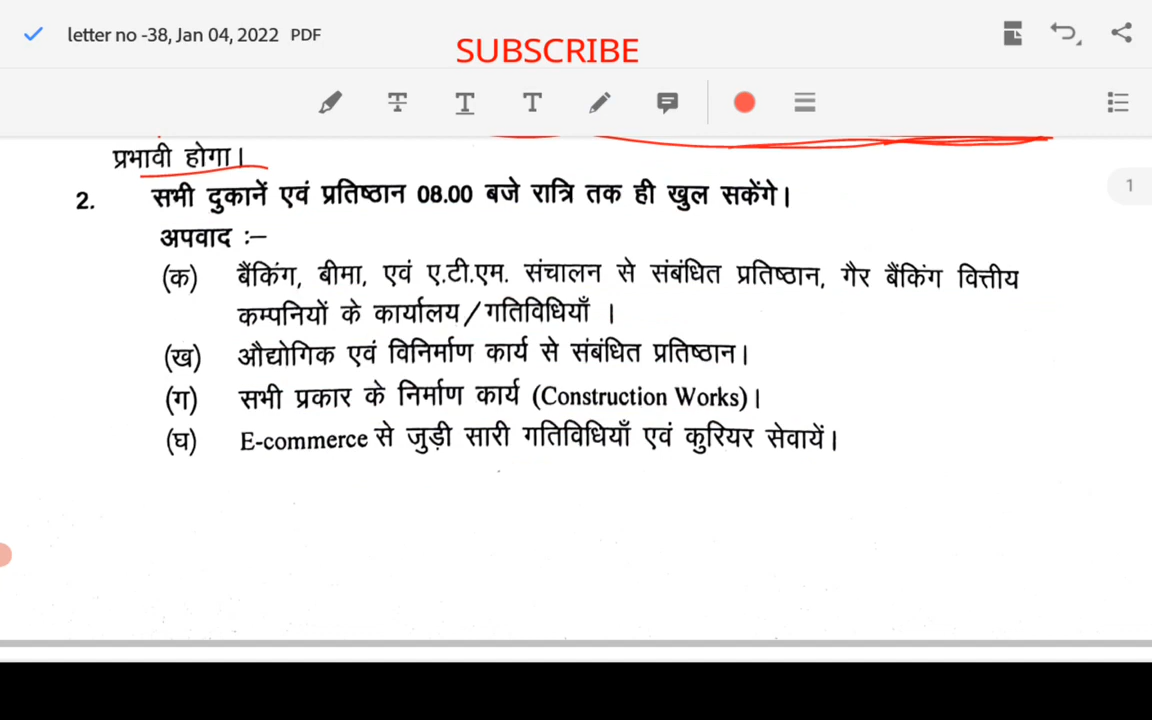 letter no -38, Jan 04, 2022 PDF
SUBSCRIBE
प्रभावी होगा।
1
2. सभी दुकानें एवं प्रतिष्ठान 08.00 बजे रात्रि तक ही खुल सकेंगे।
अपवाद :–
(क) बैंकिंग, बीमा, एवं ए.टी.एम. संचालन से संबंधित प्रतिष्ठान, गैर बैंकिंग वित्तीय
कम्पनियों के कार्यालय/गतिविधियाँ ।
(ख) औद्योगिक एवं विनिर्माण कार्य से संबंधित प्रतिष्ठान।
(ग) सभी प्रकार के निर्माण कार्य (Construction Works)।
(घ) E-commerce से जुड़ी सारी गतिविधियाँ एवं कुरियर सेवायें।